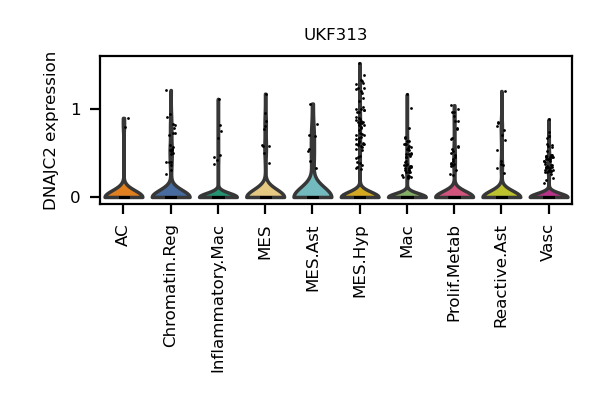 UKF313
DNAJC2 expression
1
0
AC
Chromatin.Reg
Inflammatory.Mac
MES
MES.Ast
MES.Hyp
Mac
Prolif.Metab
Reactive.Ast
Vasc